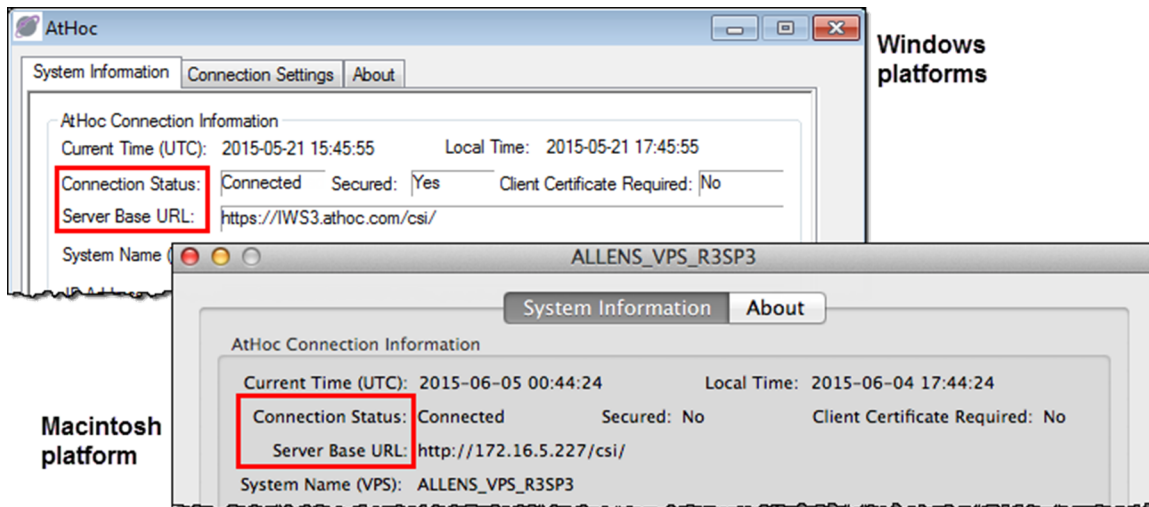 AtHoc
Windows
platforms
System Information Connection Settings About
AtHoc Connection Information
Current Time (UTC): 2015-05-21 15:45:55 Local Time: 2015-05-21 17:45:55
Connection Status: Connected Secured: Yes Client Certificate Required: No
Server Base URL: https://IWS3.athoc.com/csi/
System Name (
ALLENS_VPS_R3SP3
System Information About
AtHoc Connection Information
Current Time (UTC): 2015-06-05 00:44:24 Local Time: 2015-06-04 17:44:24
Macintosh
platform
Connection Status: Connected Secured: No Client Certificate Required: No
Server Base URL: http://172.16.5.227/csi/
System Name (VPS): ALLENS_VPS_R3SP3